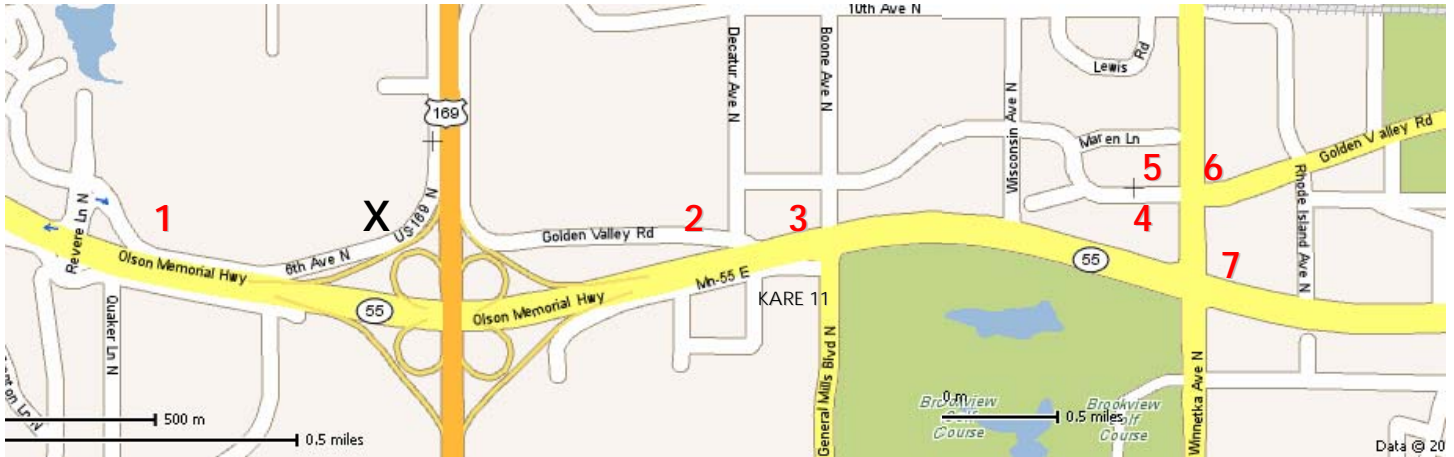 10th Ave N
Decatur Ave N
Boone Ave N
Lewis Rd
169
Wisconsin Ave N
Maren Ln
Golden Valley Rd
5
6
Rhode Island Ave N
Revere Ln N
1
X
US-169 N
2
3
4
Golden Valley Rd
6th Ave N
Olson Memorial Hwy
55
7
Mn-55 E
KARE 11
Quaker Ln N
55
Olson Memorial Hwy
General Mills Blvd N
Winnetka Ave N
500 m
0.5 miles
Brookview
Golf
Course
0 m
0.5 miles
Brookview
Golf
Course
Data @ 20